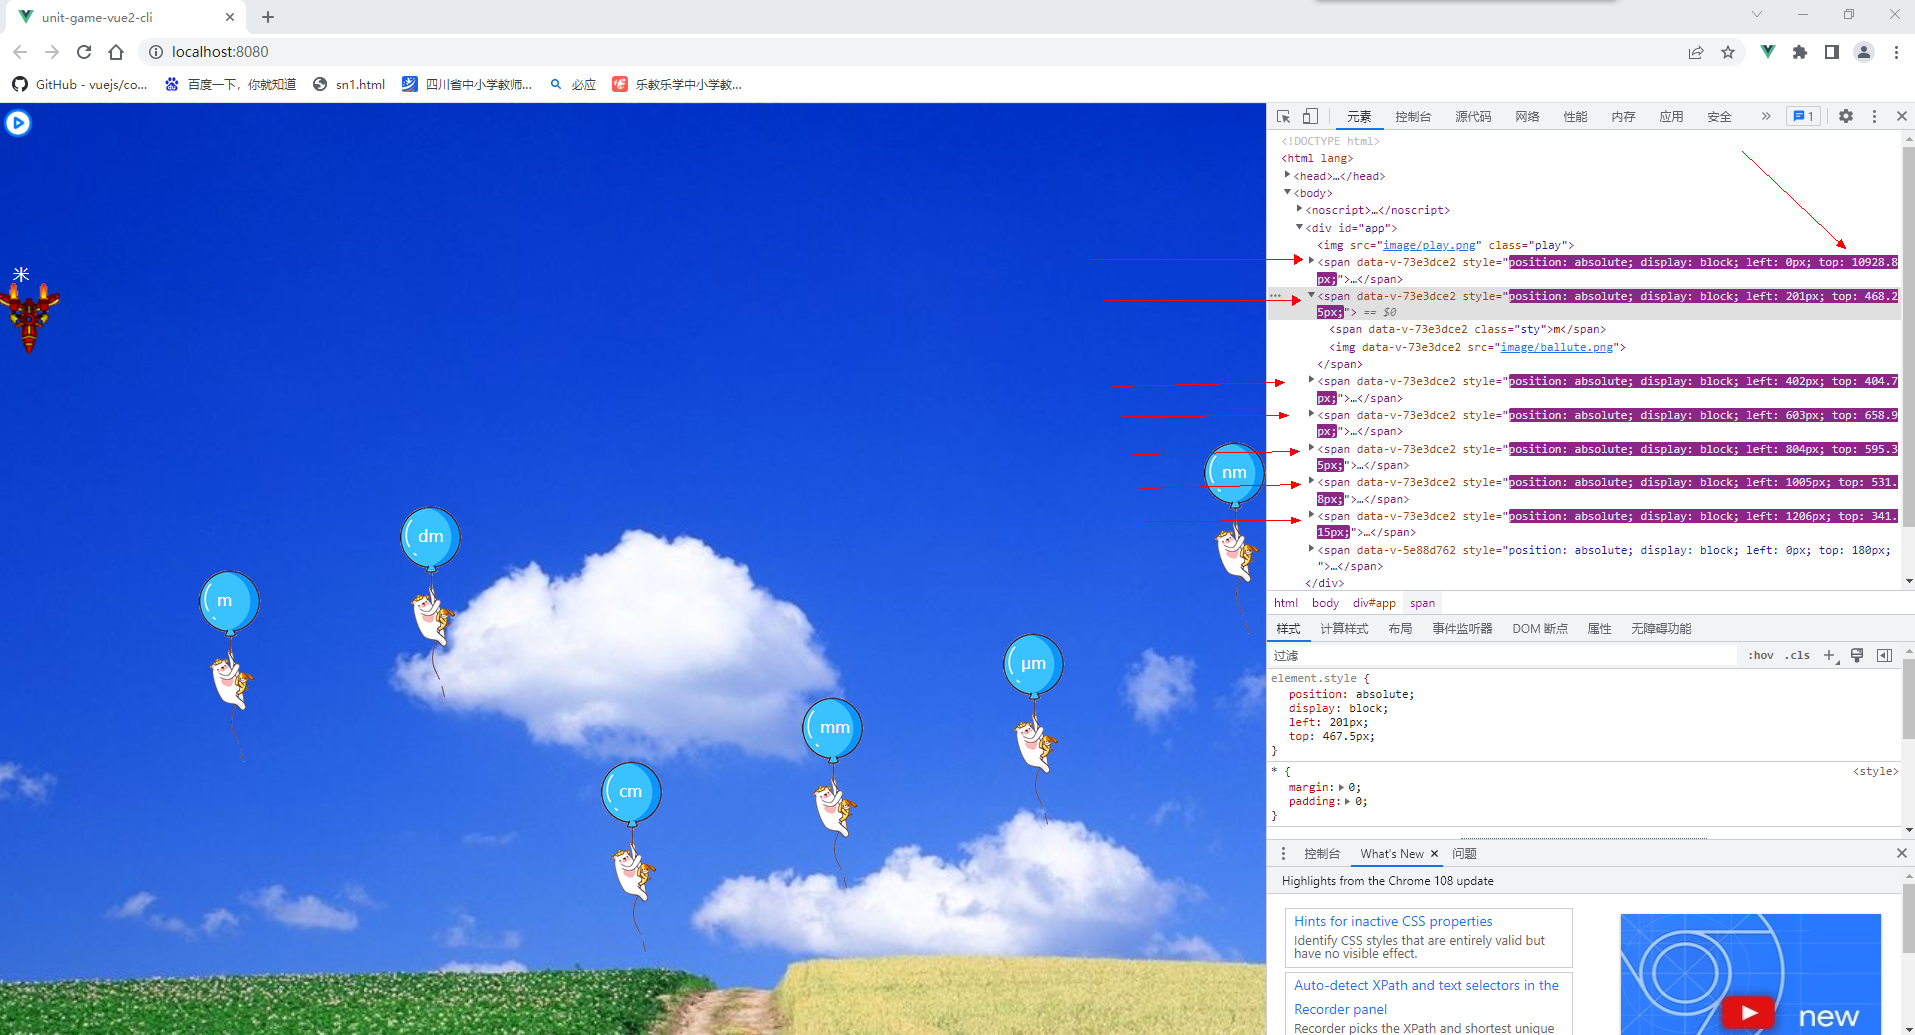 unit-game-vue2-cli
localhost:8080
GitHub - vuejs/co...
百度一下，你就知道
sn1.html
四川省中小学教师...
必应
乐教乐学中小学教...
米
m
dm
cm
mm
μm
nm
元素 控制台 源代码 网络 性能 内存 应用 安全 » 1
<!DOCTYPE html>
<html lang>
<head>…</head>
<body>
<noscript>…</noscript>
<div id="app">
<img src="image/play.png" class="play">
<span data-v-73e3dce2 style="position: absolute; display: block; left: 0px; top: 10928.8
px;">…</span>
<span data-v-73e3dce2 style="position: absolute; display: block; left: 201px; top: 468.2
5px;"> == $0
<span data-v-73e3dce2 class="sty">m</span>
<img data-v-73e3dce2 src="image/ballute.png">
</span>
<span data-v-73e3dce2 style="position: absolute; display: block; left: 402px; top: 404.7
px;">…</span>
<span data-v-73e3dce2 style="position: absolute; display: block; left: 603px; top: 658.9
px;">…</span>
<span data-v-73e3dce2 style="position: absolute; display: block; left: 804px; top: 595.3
5px;">…</span>
<span data-v-73e3dce2 style="position: absolute; display: block; left: 1005px; top: 531.
8px;">…</span>
<span data-v-73e3dce2 style="position: absolute; display: block; left: 1206px; top: 341.
15px;">…</span>
<span data-v-5e88d762 style="position: absolute; display: block; left: 0px; top: 180px;
">…</span>
</div>
html body div#app span
样式 计算样式 布局 事件监听器 DOM 断点 属性 无障碍功能
过滤 :hov .cls +
element.style {
position: absolute;
display: block;
left: 201px;
top: 467.5px;
}
* { <style>
margin: 0;
padding: 0;
}
控制台 What's New 问题
Highlights from the Chrome 108 update
Hints for inactive CSS properties
Identify CSS styles that are entirely valid but
have no visible effect.
Auto-detect XPath and text selectors in the
Recorder panel
Recorder picks the XPath and shortest unique
new